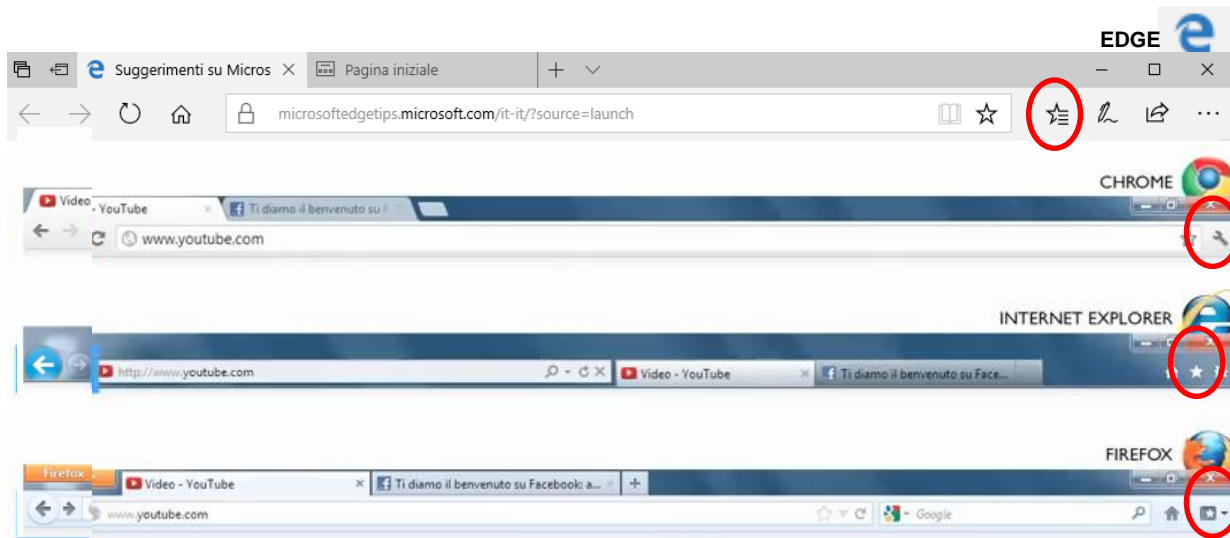 EDGE
Suggerimenti su Micros Pagina iniziale
microsoftedgetips.microsoft.com/it-it/?source=launch
CHROME
Video YouTube Ti diamo il benvenuto su F
www.youtube.com
INTERNET EXPLORER
http://www.youtube.com Video - YouTube Ti diamo il benvenuto su Face...
FIREFOX
Firefox
Video - YouTube Ti diamo il benvenuto su Facebook: a...
www.youtube.com Google